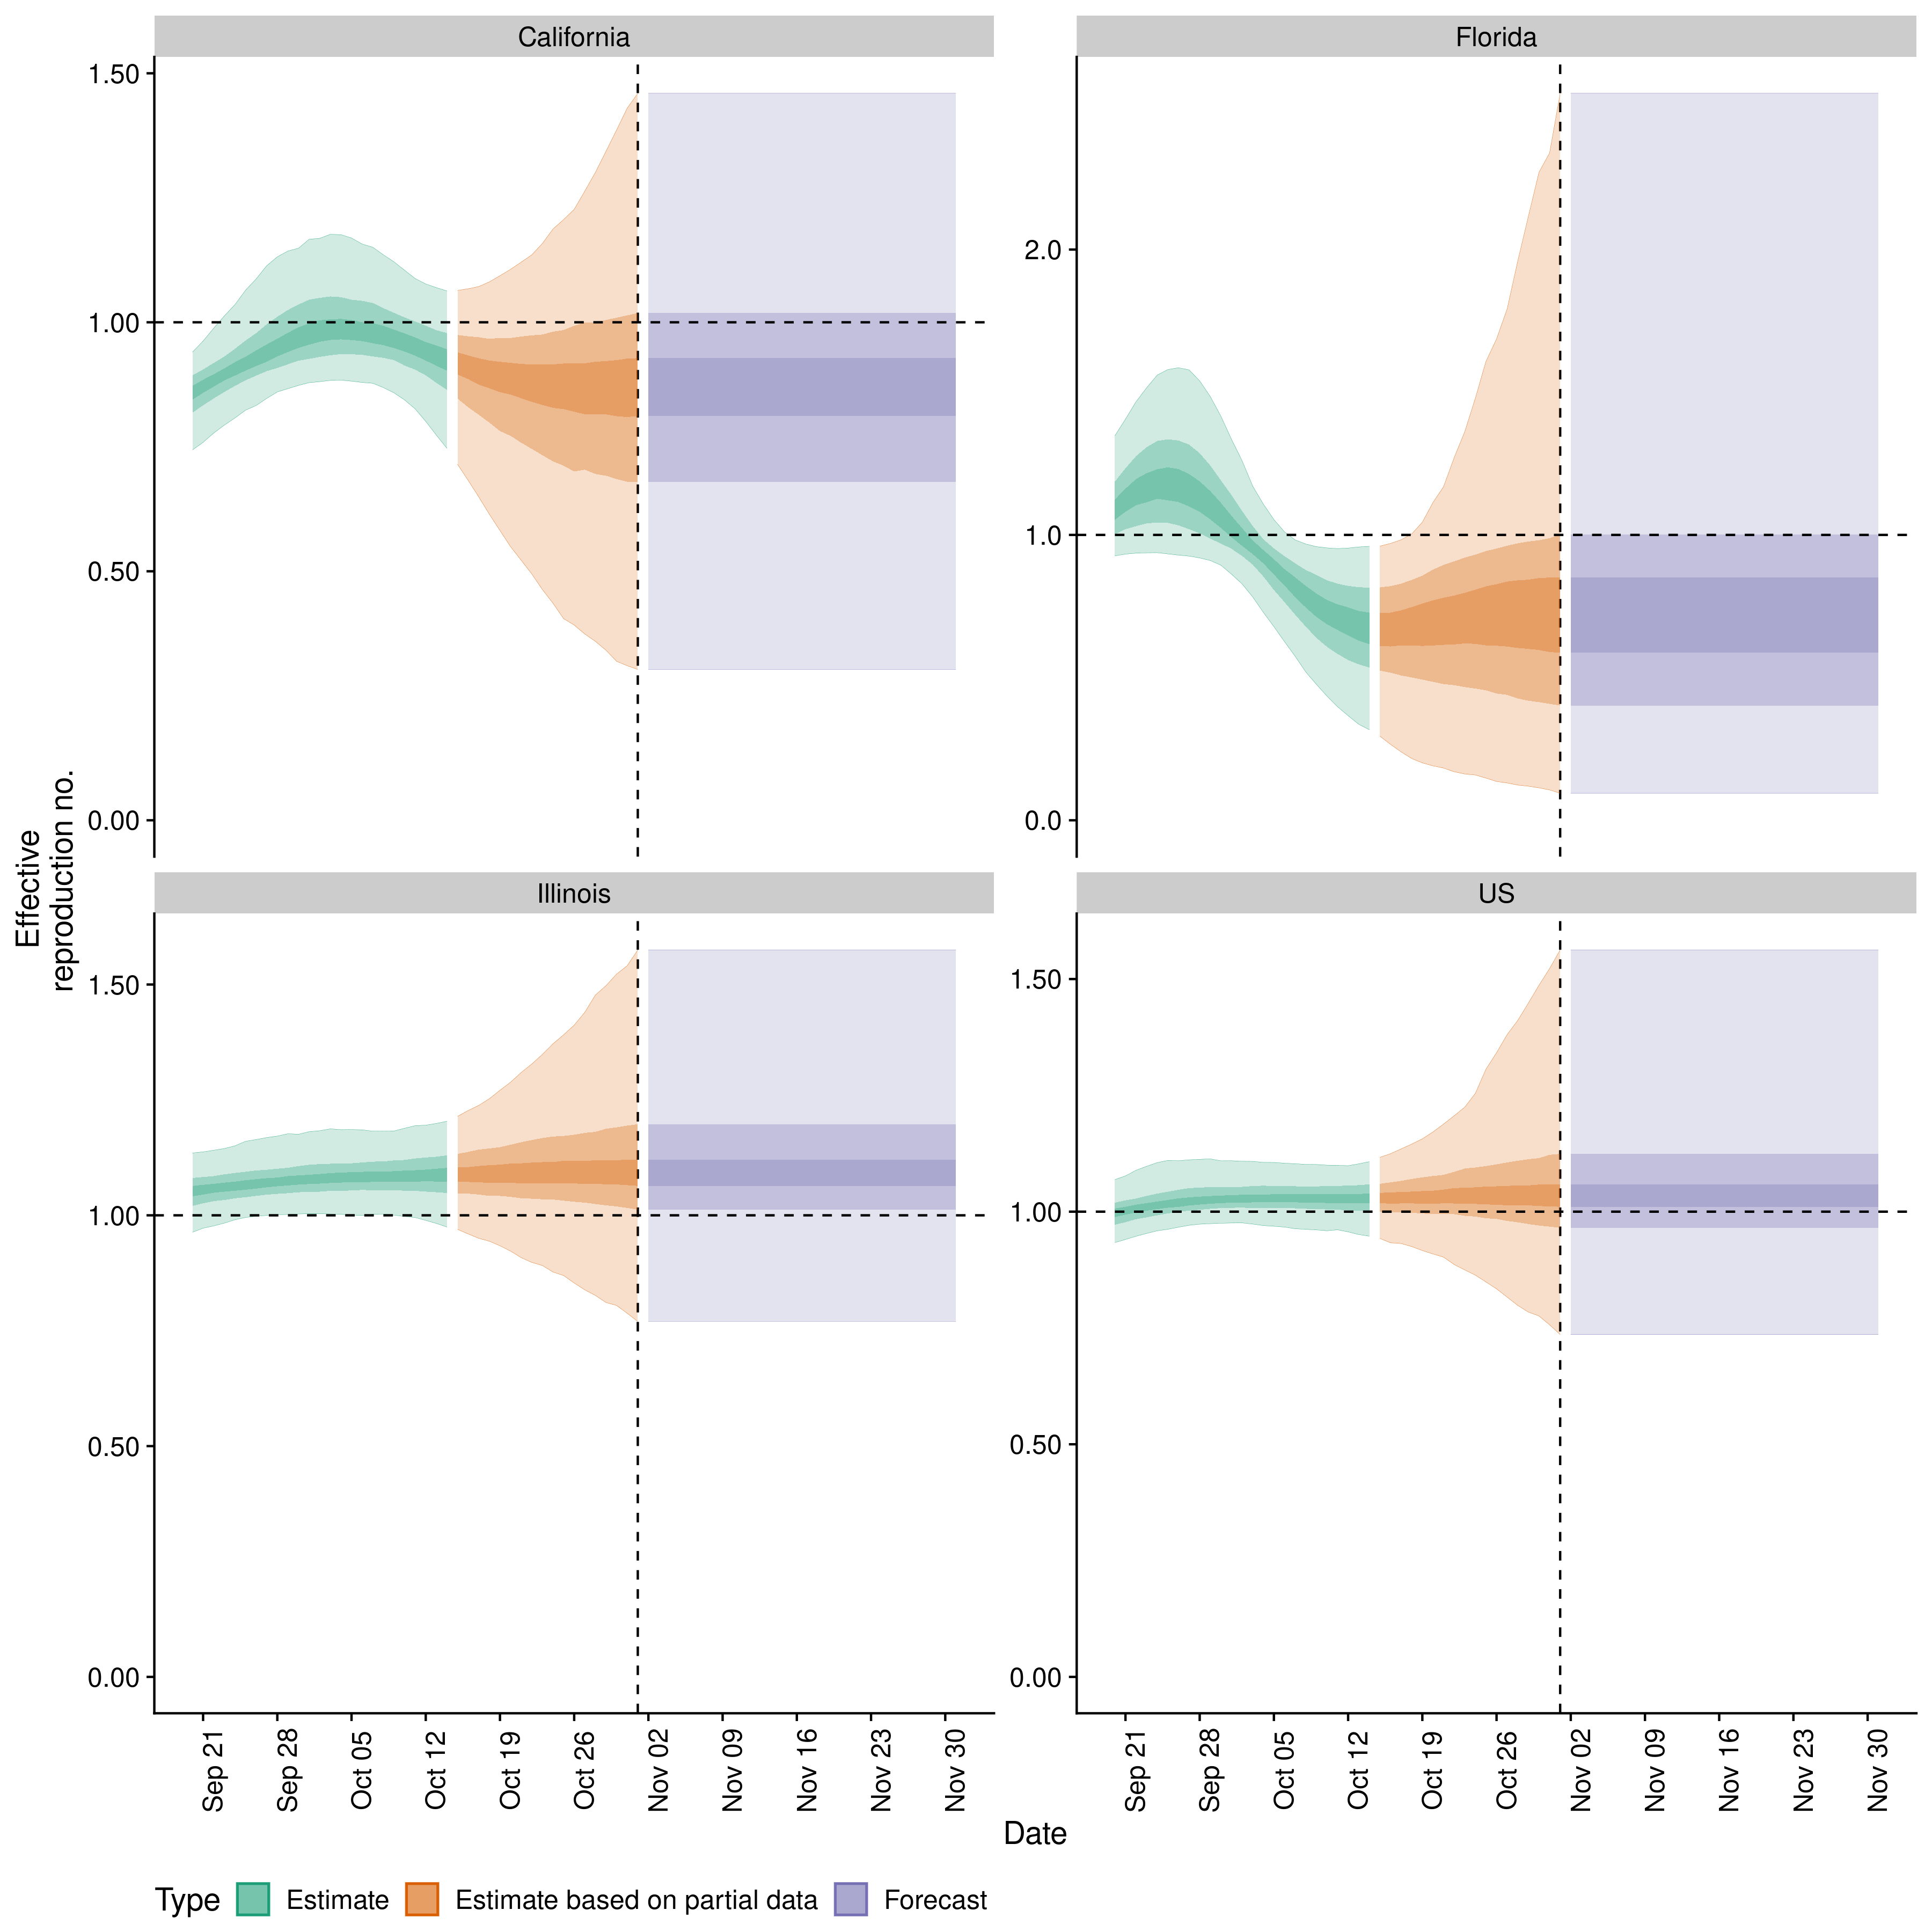 California
Florida
1.50
1.00
0.50
0.00
2.0
1.0
0.0
Effective
reproduction no.
Illinois
US
1.50
1.00
0.50
0.00
1.50
1.00
0.50
0.00
Sep 21
Sep 28
Oct 05
Oct 12
Oct 19
Oct 26
Nov 02
Nov 09
Nov 16
Nov 23
Nov 30
Sep 21
Sep 28
Oct 05
Oct 12
Oct 19
Oct 26
Nov 02
Nov 09
Nov 16
Nov 23
Nov 30
Date
Type Estimate Estimate based on partial data Forecast